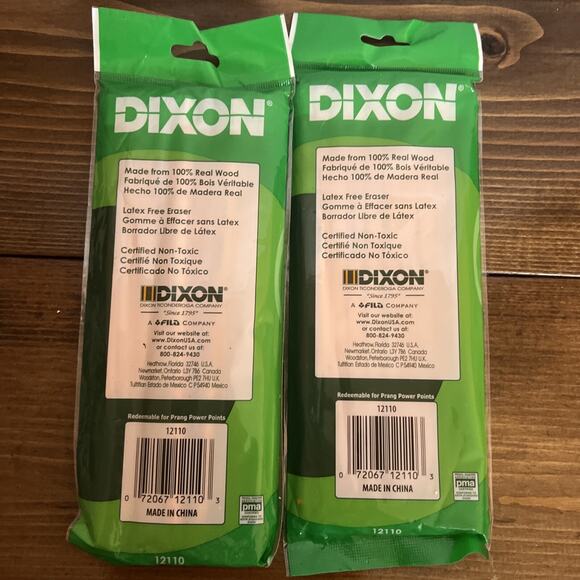 DIXON®
Made from 100% Real Wood
Fabriqué de 100% Bois Véritable
Hecho 100% de Madera Real
Latex Free Eraser
Gomme à Effacer sans Latex
Borrador Libre de Látex
Certified Non-Toxic
Certifié Non Toxique
Certificado No Tóxico
DIXON®
DIXON TICONDEROGA COMPANY
"Since 1795"
A FILA COMPANY
Visit our website at:
www.DixonUSA.com
or contact us at:
800-824-9430
Heathrow, Florida 32746 U.S.A.
Newmarket, Ontario L3Y 7B6 Canada
Woodston, Peterborough PE2 7HU U.K.
Tultitlan Estado de Mexico C P 54940 Mexico
Redeemable for Prang Power Points
12110
0 72067 12110 3
MADE IN CHINA
pma
12110
DIXON®
Made from 100% Real Wood
Fabriqué de 100% Bois Véritable
Hecho 100% de Madera Real
Latex Free Eraser
Gomme à Effacer sans Latex
Borrador Libre de Látex
Certified Non-Toxic
Certifié Non Toxique
Certificado No Tóxico
DIXON®
DIXON TICONDEROGA COMPANY
"Since 1795"
A FILA COMPANY
Visit our website at:
www.DixonUSA.com
or contact us at:
800-824-9430
Heathrow, Florida 32746 U.S.A.
Newmarket, Ontario L3Y 7B6 Canada
Woodston, Peterborough PE2 7HU U.K.
Tultitlan Estado de Mexico C P 54940 Mexico
Redeemable for Prang Power Points
12110
0 72067 12110 3
MADE IN CHINA
pma
12110